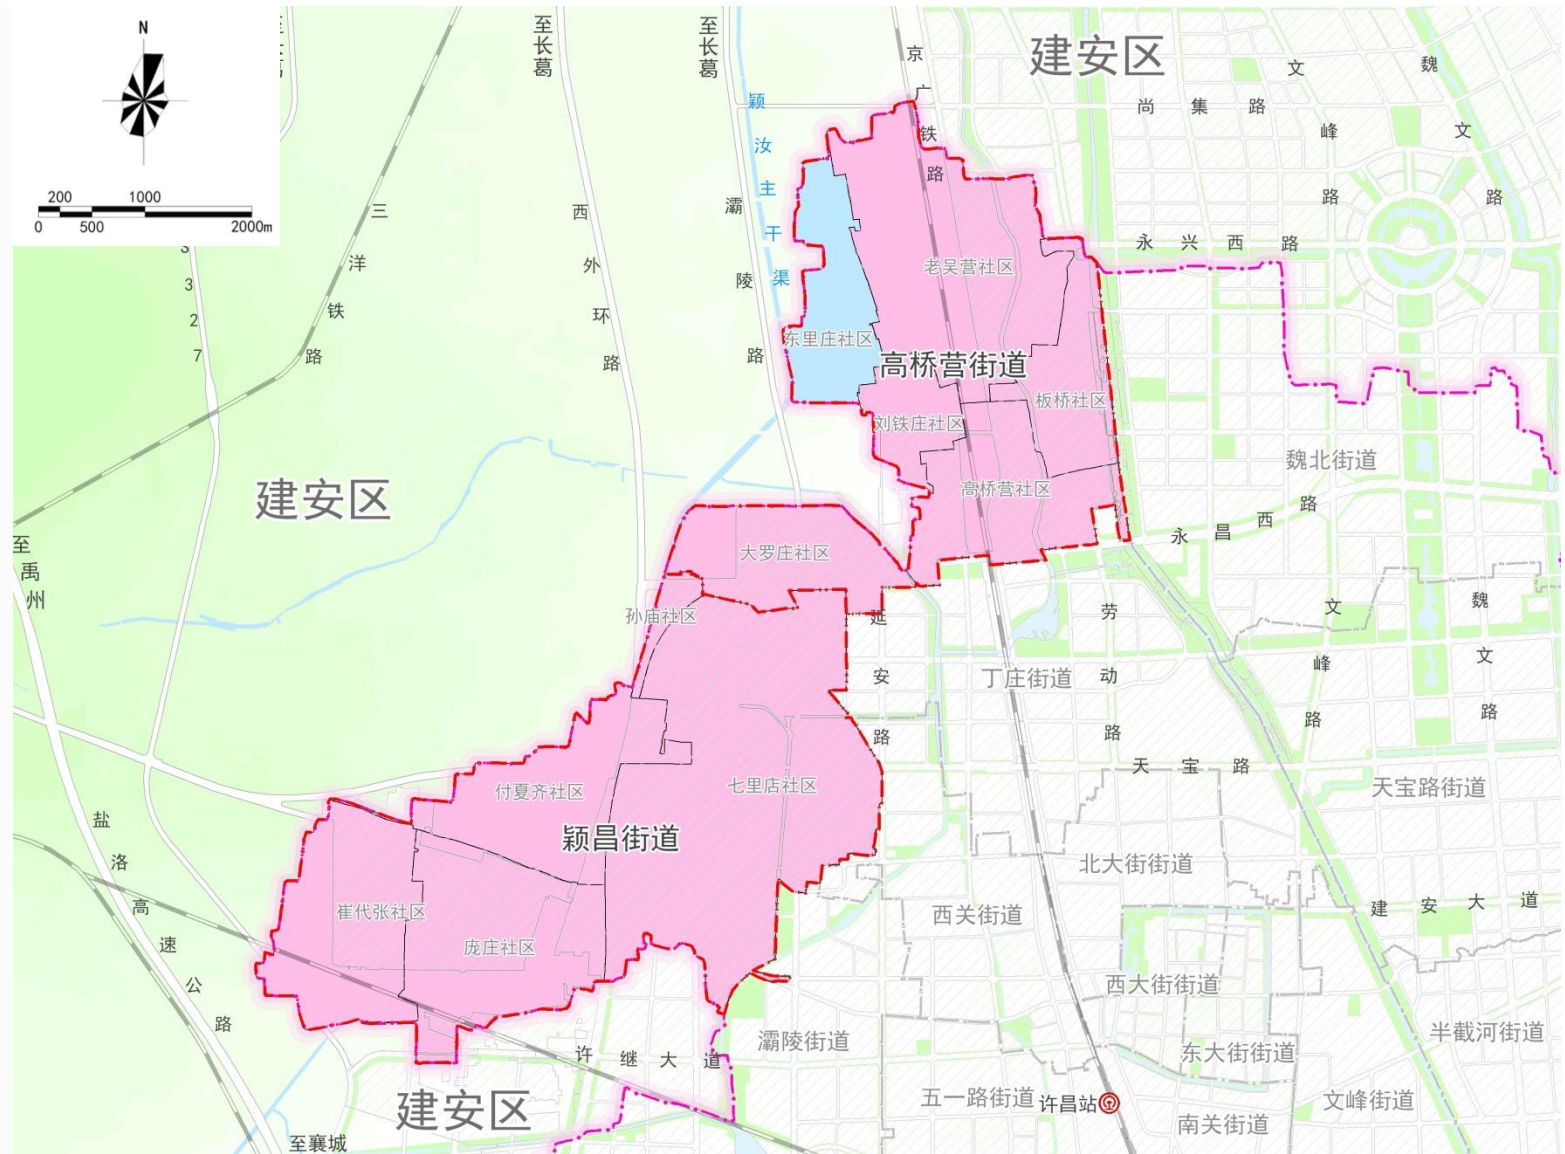 N
200 1000
0 500 2000m
至长葛
至长葛
京广铁路
建安区
文峰路
魏文路
尚集路
颍汝主干渠
三洋铁路
西外环路
灞陵路
永兴西路
老吴营社区
东里庄社区
高桥营街道
板桥社区
刘铁庄社区
3
3
2
7
魏北街道
高桥营社区
建安区
永昌西路
至禹州
大罗庄社区
孙庙社区
延安路
劳动路
文峰路
魏文路
丁庄街道
天宝路
付夏齐社区
七里店社区
天宝路街道
颍昌街道
盐洛高速公路
北大街街道
崔代张社区
西关街道
建安大道
庞庄社区
西大街街道
许继大道
灞陵街道
东大街街道
半截河街道
建安区
五一路街道
许昌站
文峰街道
南关街道
至襄城